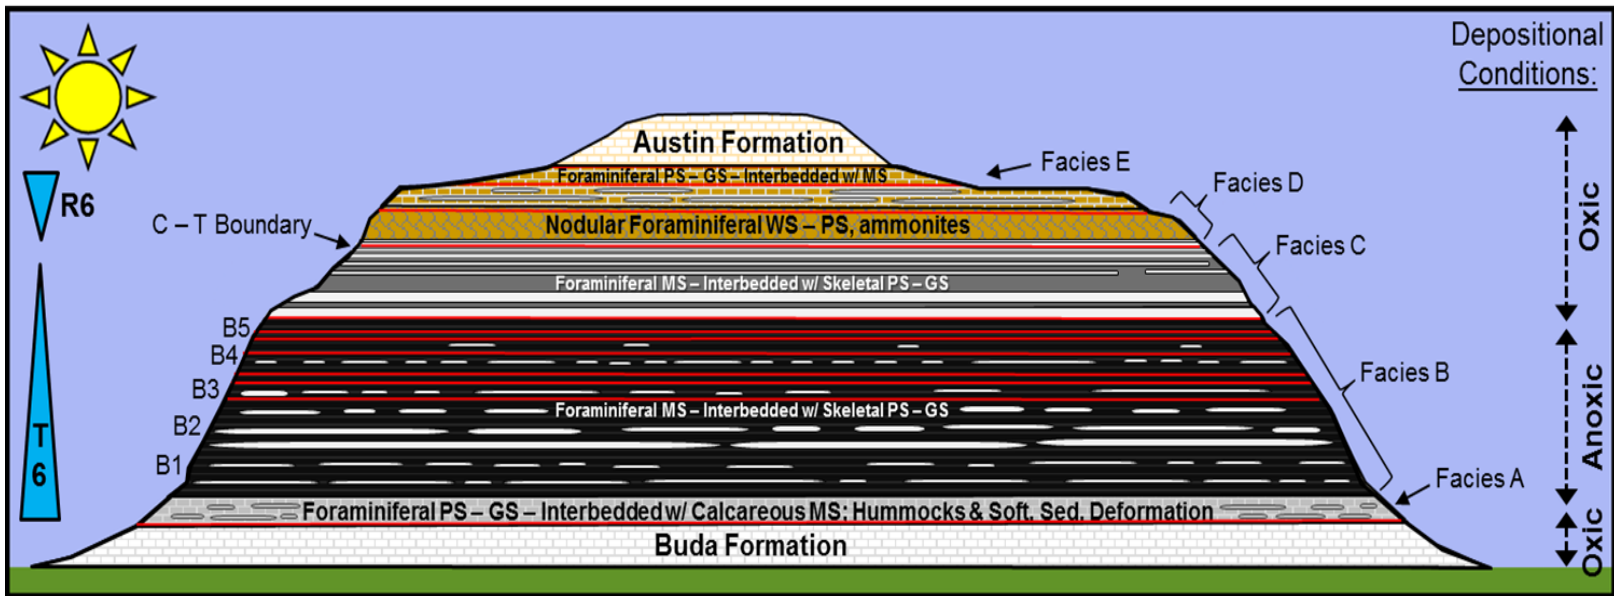 Depositional
Conditions:
Austin Formation
Facies E
Foraminiferal PS – GS – Interbedded w/ MS
Facies D
R6
C – T Boundary
Nodular Foraminiferal WS – PS, ammonites
Oxic
Facies C
Foraminiferal MS – Interbedded w/ Skeletal PS – GS
B5
B4
B3
Facies B
Foraminiferal MS – Interbedded w/ Skeletal PS – GS
B2
Anoxic
T
6
B1
Facies A
Foraminiferal PS – GS – Interbedded w/ Calcareous MS; Hummocks & Soft. Sed. Deformation
Buda Formation
Oxic